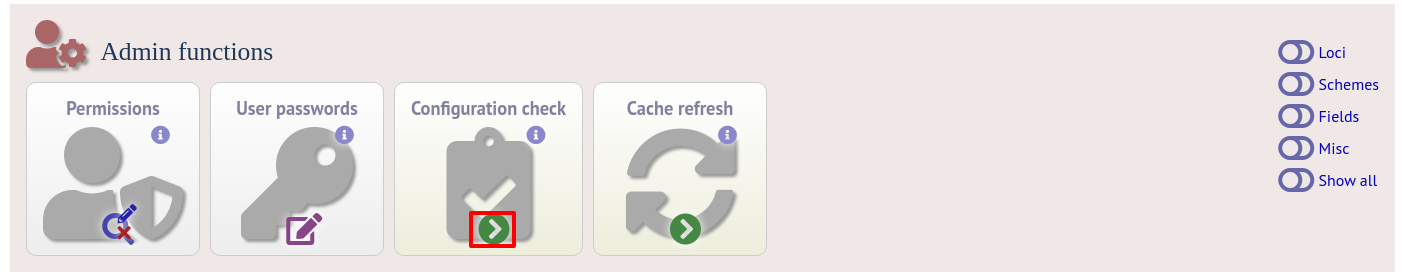 Admin functions
Permissions
User passwords
Configuration check
Cache refresh
Loci
Schemes
Fields
Misc
Show all